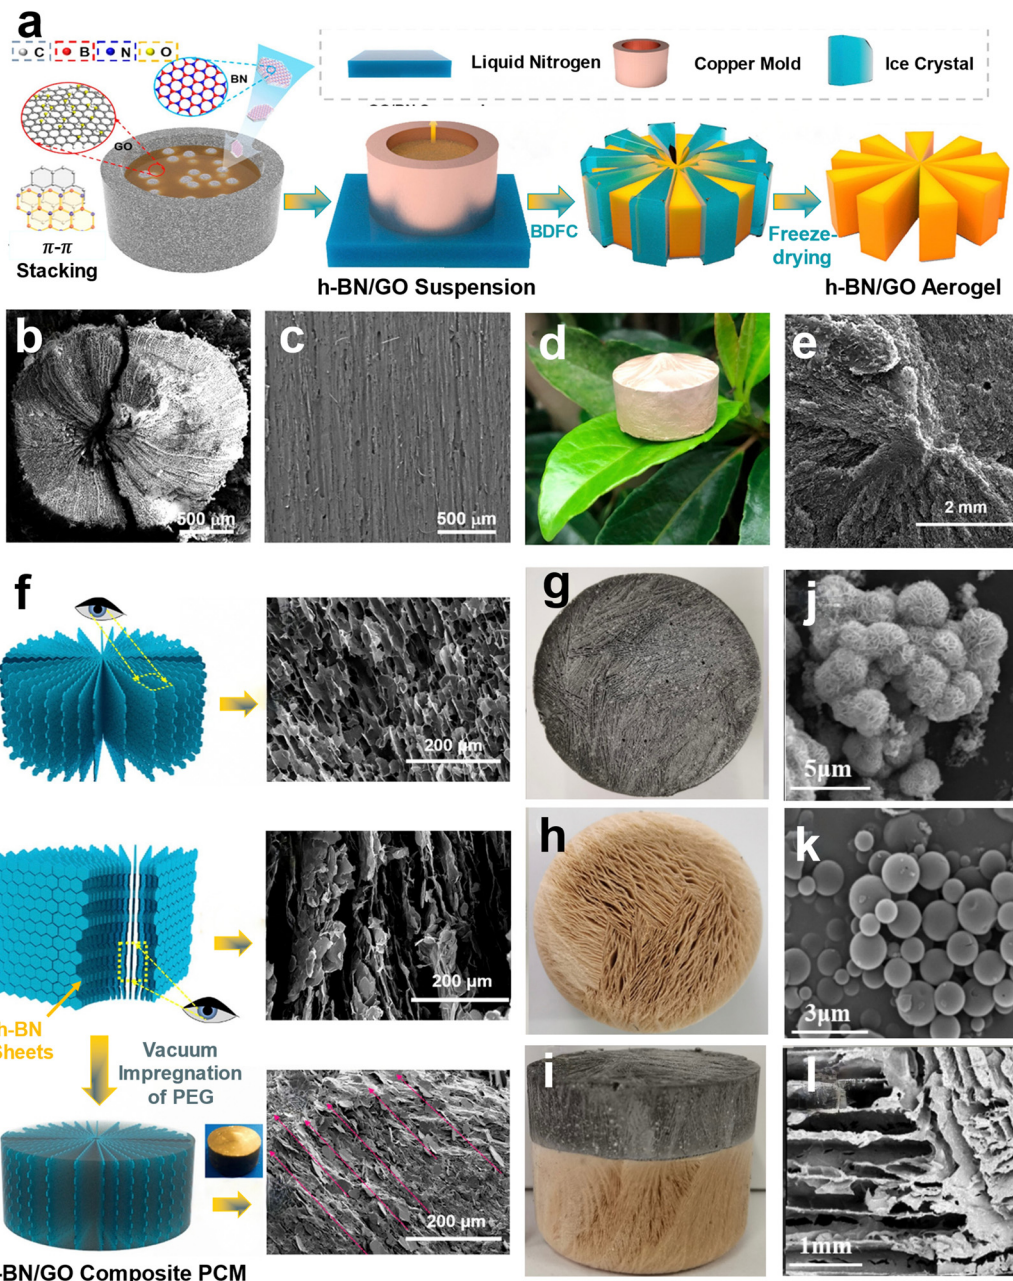 a
C B N O
BN
GO
π-π
Stacking
Liquid Nitrogen
Copper Mold
Ice Crystal
BDFC
Freeze-
drying
h-BN/GO Suspension
h-BN/GO Aerogel
b
500 μm
c
500 μm
d
e
2 mm
f
200 μm
g
j
5μm
200 μm
h
k
3μm
h-BN
Sheets
Vacuum
Impregnation
of PEG
200 μm
i
l
1mm
-BN/GO Composite PCM